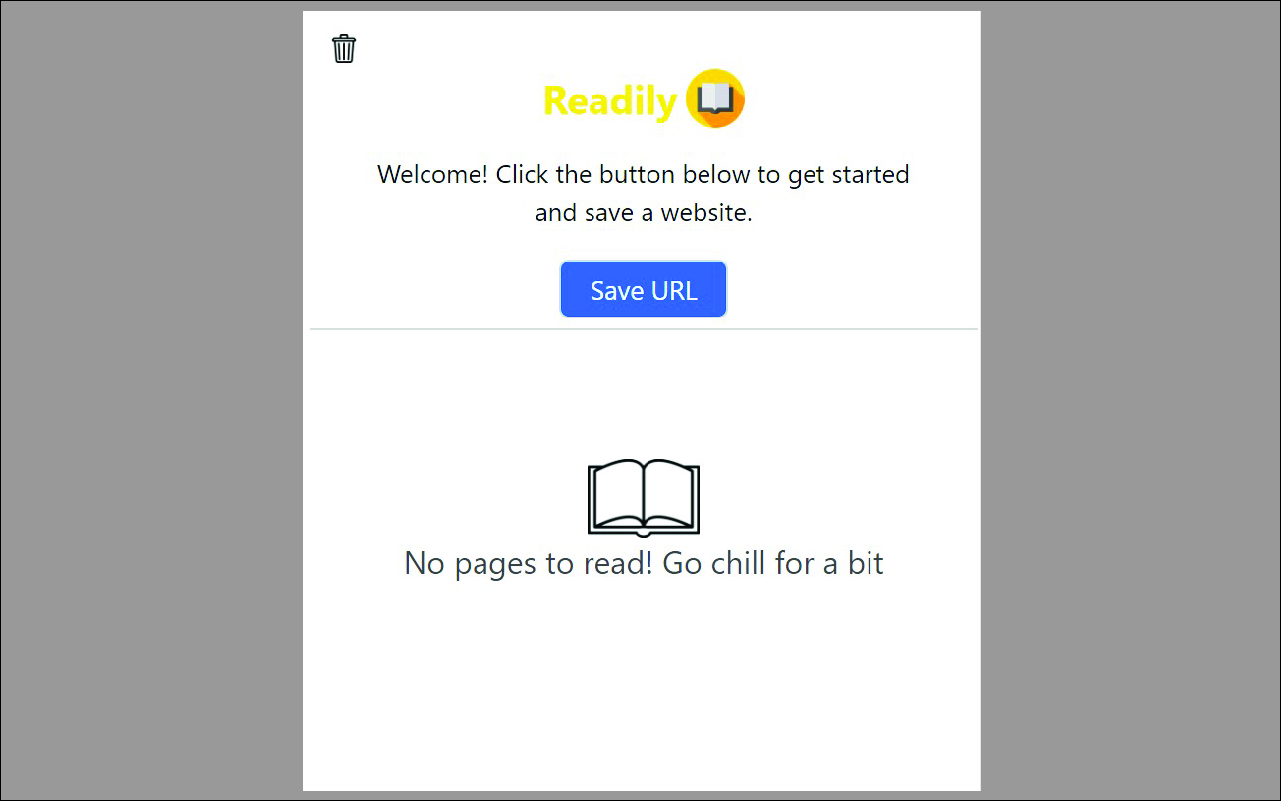 Readily
Welcome! Click the button below to get started
and save a website.
Save URL
No pages to read! Go chill for a bit